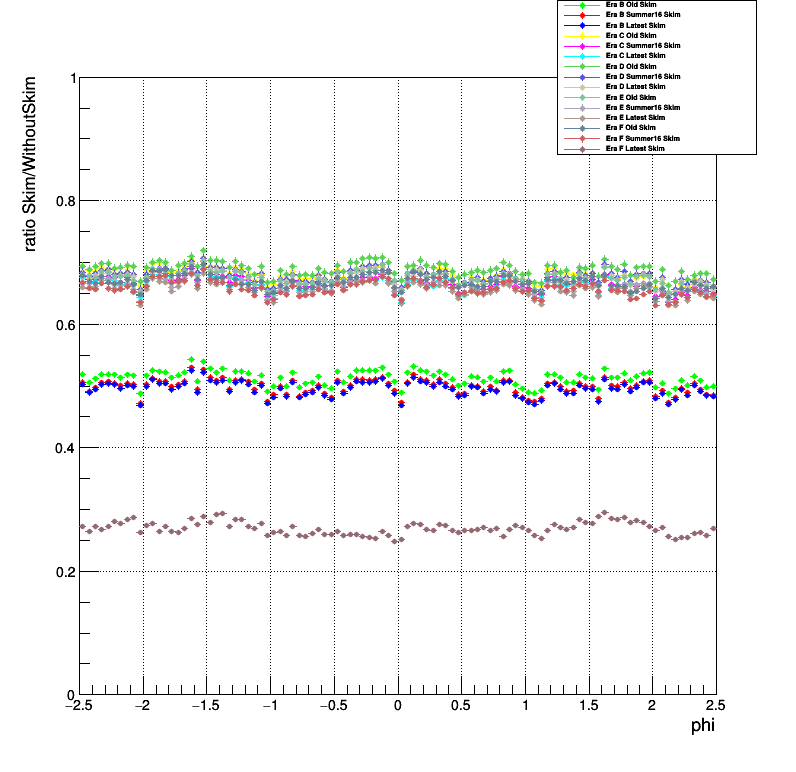 Era B Old Skim
Era B Summer16 Skim
Era B Latest Skim
Era C Old Skim
Era C Summer16 Skim
Era C Latest Skim
Era D Old Skim
Era D Summer16 Skim
Era D Latest Skim
Era E Old Skim
Era E Summer16 Skim
Era E Latest Skim
Era F Old Skim
Era F Summer16 Skim
Era F Latest Skim
ratio Skim/WithoutSkim
1
0.8
0.6
0.4
0.2
0
−2.5 −2 −1.5 −1 −0.5 0 0.5 1 1.5 2 2.5
phi